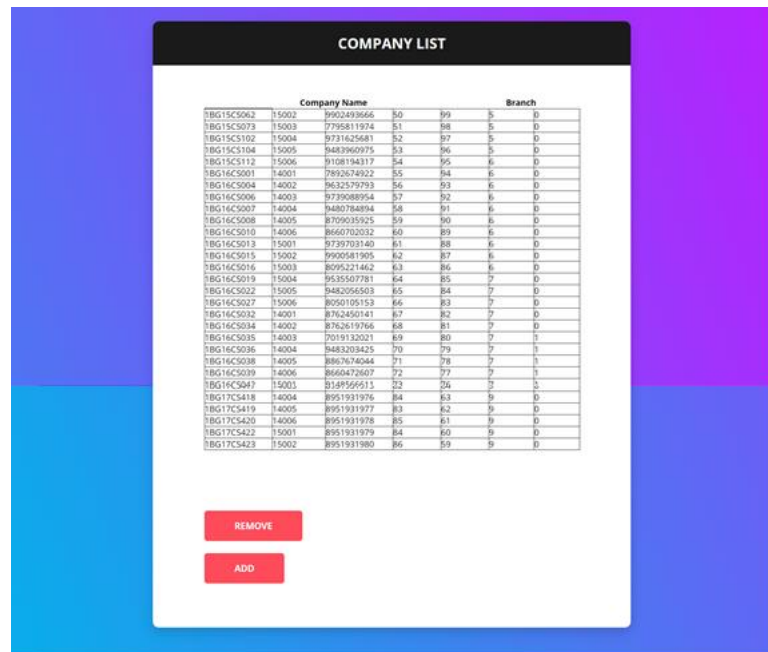 COMPANY LIST
Company Name Branch
1BG15CS062 15002 9902493666 50 99 5 0
1BG15CS073 15003 7795811974 51 98 5 0
1BG15CS102 15004 9731625681 52 97 5 0
1BG15CS104 15005 9483960975 53 96 5 0
1BG15CS112 15006 9108194317 54 95 6 0
1BG16CS001 14001 7892674922 55 94 6 0
1BG16CS004 14002 9632579793 56 93 6 0
1BG16CS006 14003 9739088954 57 92 6 0
1BG16CS007 14004 9480784894 58 91 6 0
1BG16CS008 14005 8709035925 59 90 6 0
1BG16CS010 14006 8660702032 60 89 6 0
1BG16CS013 15001 9739703140 61 88 6 0
1BG16CS015 15002 9900581905 62 87 6 0
1BG16CS016 15003 8095221462 63 86 6 0
1BG16CS019 15004 9535507781 64 85 7 0
1BG16CS022 15005 9482056503 65 84 7 0
1BG16CS027 15006 8050105153 66 83 7 0
1BG16CS032 14001 8762450141 67 82 7 0
1BG16CS034 14002 8762619766 68 81 7 0
1BG16CS035 14003 7019132021 69 80 7 1
1BG16CS036 14004 9483203425 70 79 7 1
1BG16CS038 14005 8867674044 71 78 7 1
1BG16CS039 14006 8660472607 72 77 7 1
1BG17CS418 14004 8951931976 84 63 9 0
1BG17CS419 14005 8951931977 83 62 9 0
1BG17CS420 14006 8951931978 85 61 9 0
1BG17CS422 15001 8951931979 84 60 9 0
1BG17CS423 15002 8951931980 86 59 9 0
REMOVE
ADD